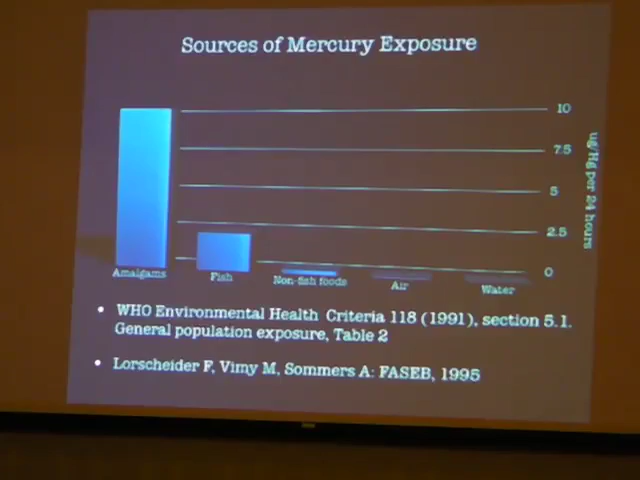 Sources of Mercury Exposure
10
7.5
5
2.5
0
ug/Hg per 24 hours
Amalgams
Fish
Non-fish foods
Air
Water
• WHO Environmental Health Criteria 118 (1991), section 5.1.
General population exposure, Table 2
• Lorscheider F, Vimy M, Sommers A: FASEB, 1995